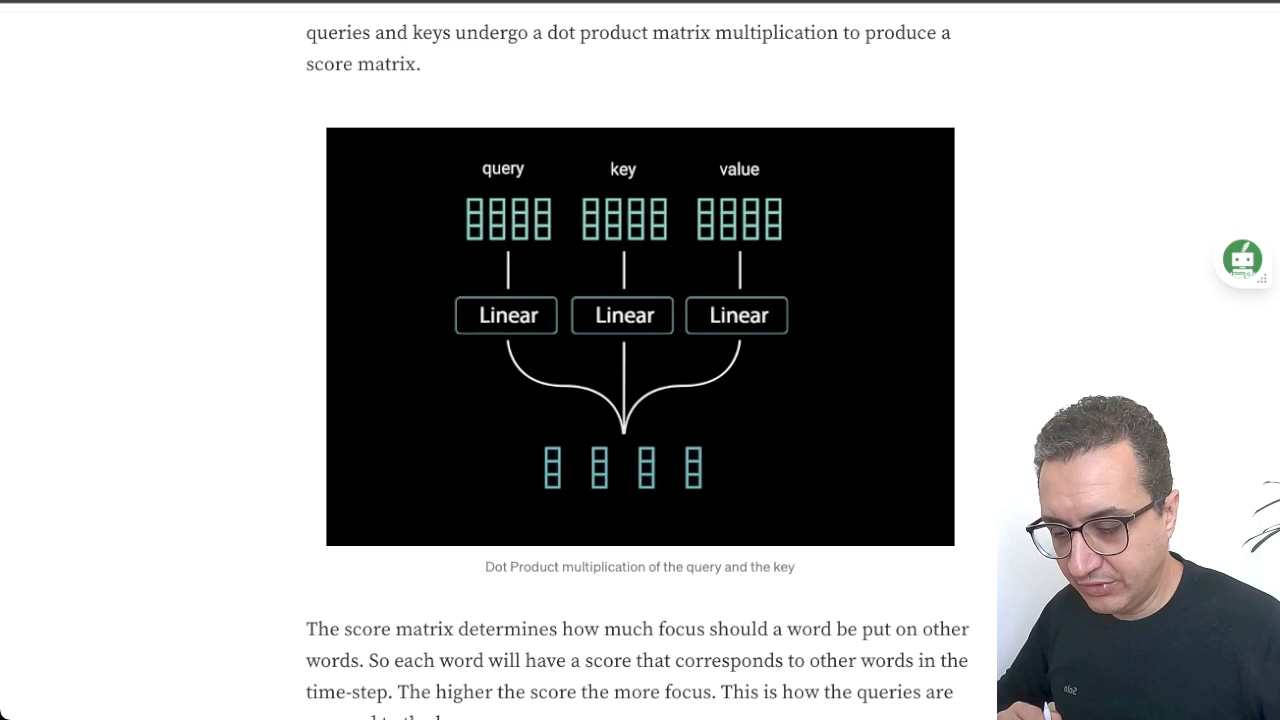 queries and keys undergo a dot product matrix multiplication to produce a
score matrix.
query key value
Linear Linear Linear
Dot Product multiplication of the query and the key
The score matrix determines how much focus should a word be put on other
words. So each word will have a score that corresponds to other words in the
time-step. The higher the score the more focus. This is how the queries are